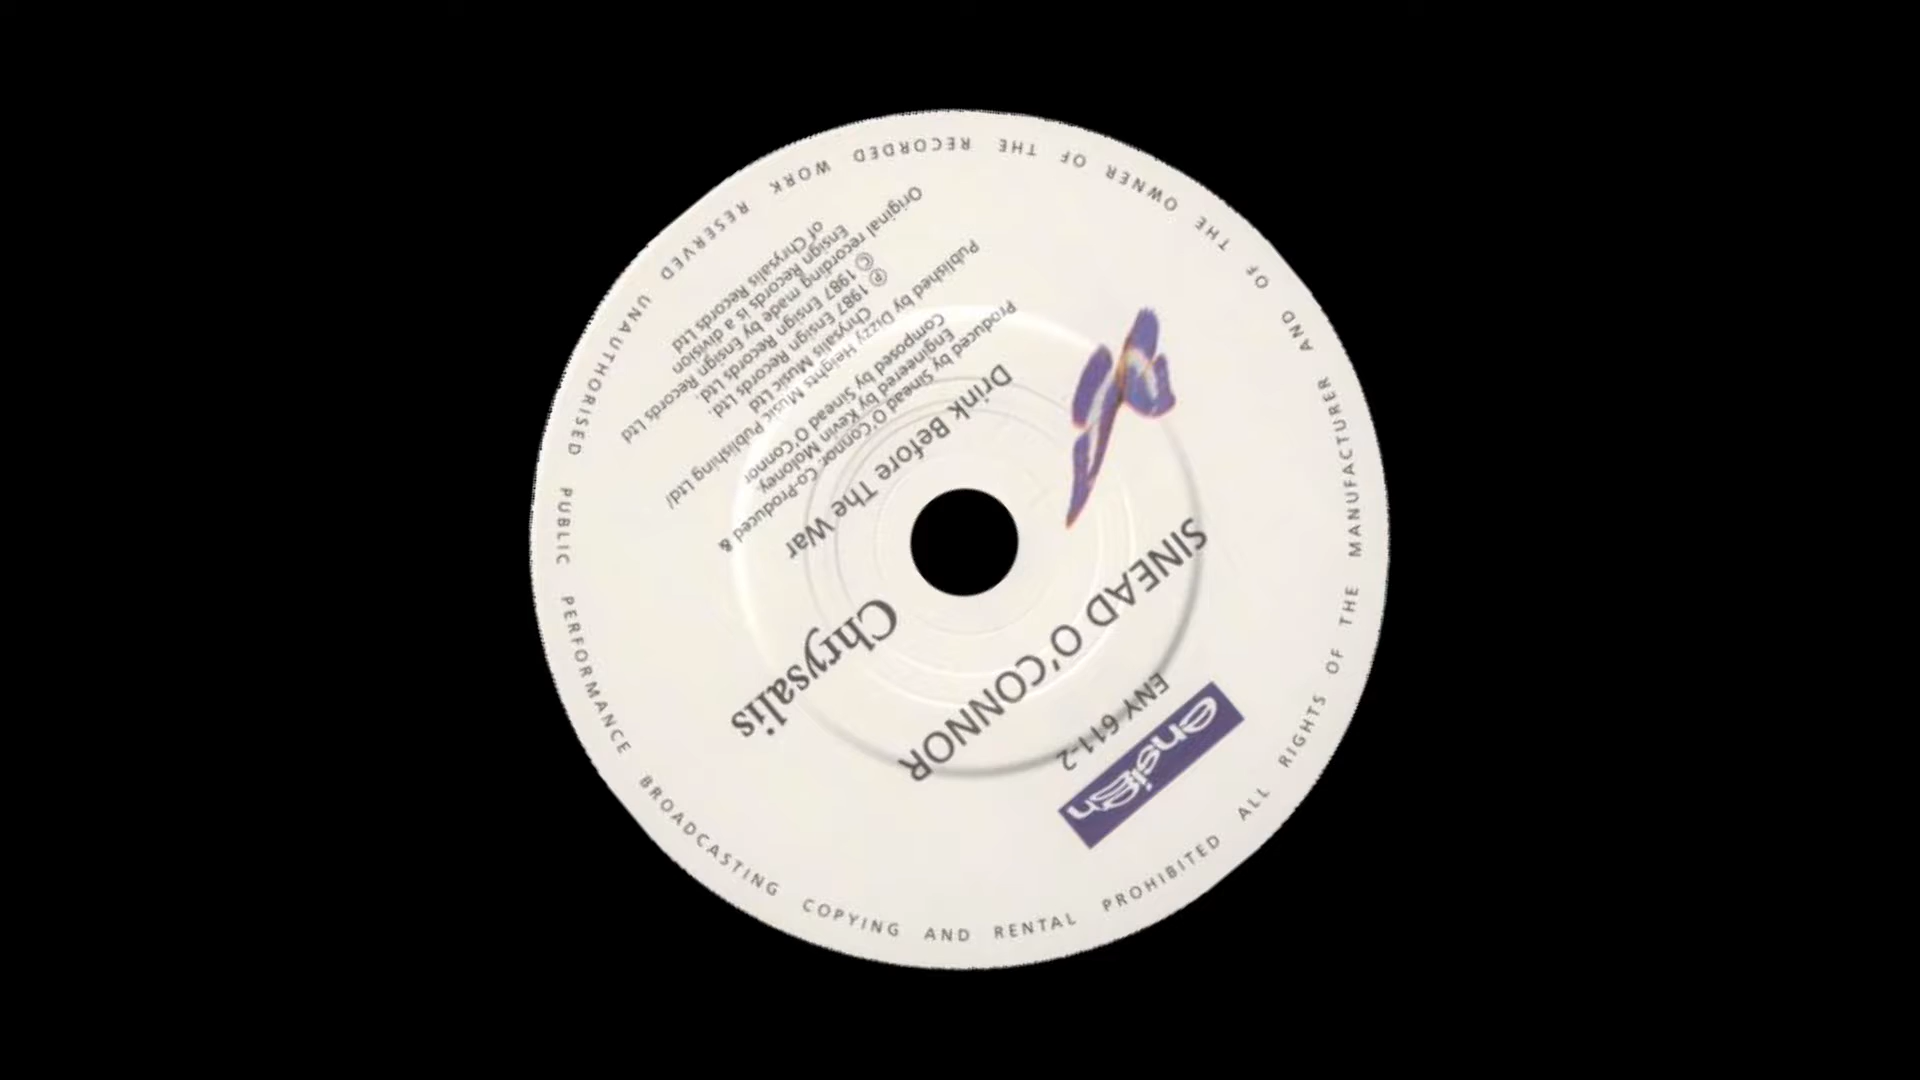 ensign
ENY 611-2
SINEAD O'CONNOR
Chrysalis
Drink Before The War
Produced by Sinead O'Connor. Co-Produced &
Engineered by Kevin Moloney.
Composed by Sinead O'Connor
Published by Dizzy Heights Music Publishing Ltd/
Chrysalis Music Ltd
℗ 1987 Ensign Records Ltd.
© 1987 Ensign Records Ltd.
Original recording made by Ensign Records Ltd
Ensign Records is a division
of Chrysalis Records Ltd
ALL RIGHTS OF THE MANUFACTURER AND OF THE OWNER OF THE RECORDED WORK RESERVED UNAUTHORISED PUBLIC PERFORMANCE BROADCASTING COPYING AND RENTAL PROHIBITED